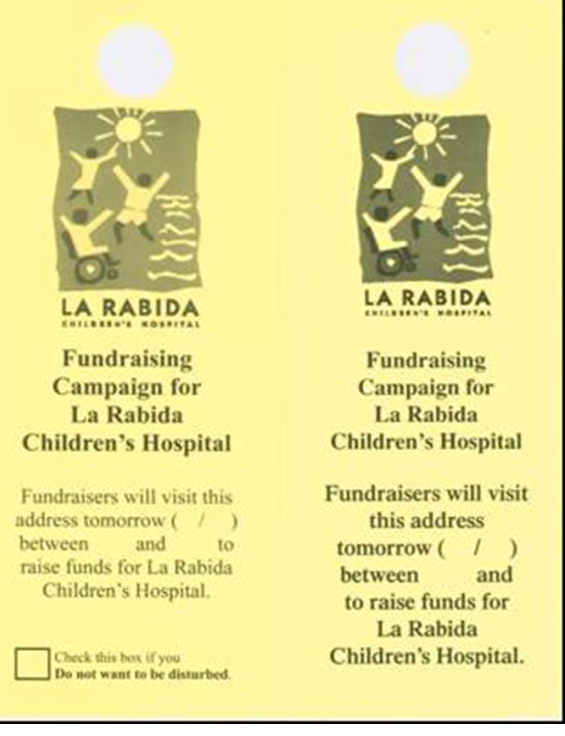 LA RABIDA
CHILDREN'S HOSPITAL
Fundraising
Campaign for
La Rabida
Children's Hospital
Fundraisers will visit this
address tomorrow ( / )
between and to
raise funds for La Rabida
Children's Hospital.
Check this box if you
Do not want to be disturbed.
LA RABIDA
CHILDREN'S HOSPITAL
Fundraising
Campaign for
La Rabida
Children's Hospital
Fundraisers will visit
this address
tomorrow ( / )
between and
to raise funds for
La Rabida
Children's Hospital.